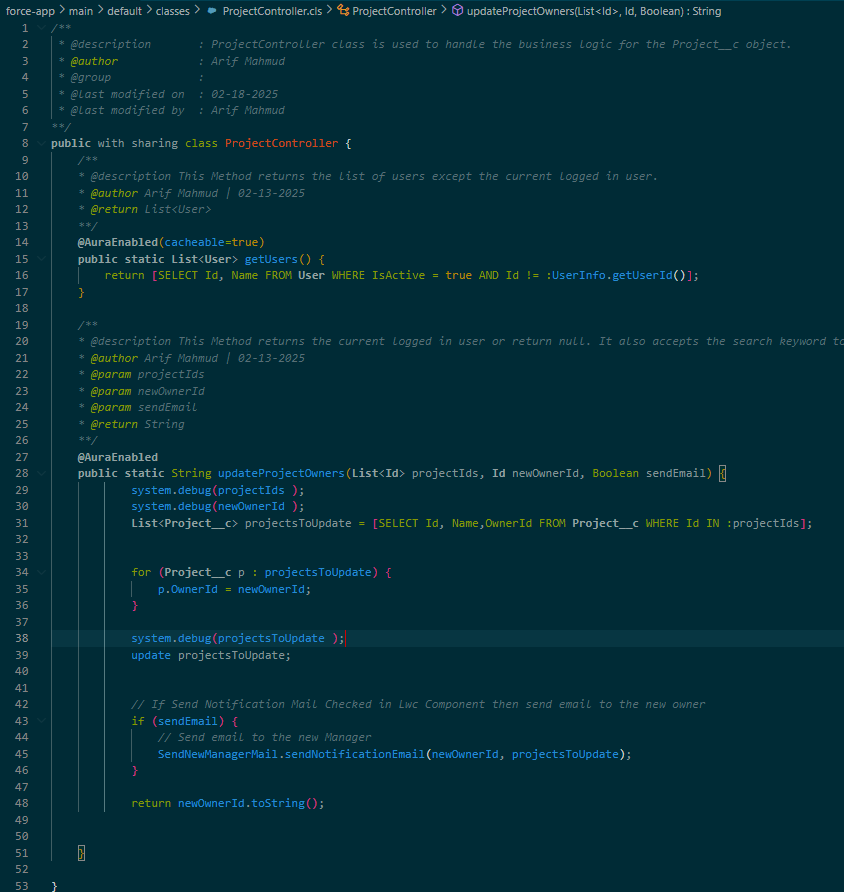 force-app > main > default > classes > ProjectController.cls > ProjectController > updateProjectOwners(List<Id>, Id, Boolean) : String
1 /**
2  * @description       : ProjectController class is used to handle the business logic for the Project__c object.
3  * @author            : Arif Mahmud
4  * @group             :
5  * @last modified on  : 02-18-2025
6  * @last modified by  : Arif Mahmud
7 **/
8 public with sharing class ProjectController {
9     /**
10     * @description This Method returns the list of users except the current logged in user.
11     * @author Arif Mahmud | 02-13-2025
12     * @return List<User>
13     **/
14     @AuraEnabled(cacheable=true)
15     public static List<User> getUsers() {
16         return [SELECT Id, Name FROM User WHERE IsActive = true AND Id != :UserInfo.getUserId()];
17     }
18
19     /**
20     * @description This Method returns the current logged in user or return null. It also accepts the search keyword to
21     * @author Arif Mahmud | 02-13-2025
22     * @param projectIds
23     * @param newOwnerId
24     * @param sendEmail
25     * @return String
26     **/
27     @AuraEnabled
28     public static String updateProjectOwners(List<Id> projectIds, Id newOwnerId, Boolean sendEmail) {
29             system.debug(projectIds );
30             system.debug(newOwnerId );
31             List<Project__c> projectsToUpdate = [SELECT Id, Name,OwnerId FROM Project__c WHERE Id IN :projectIds];
32
33
34             for (Project__c p : projectsToUpdate) {
35                 p.OwnerId = newOwnerId;
36             }
37
38             system.debug(projectsToUpdate );
39             update projectsToUpdate;
40
41
42             // If Send Notification Mail Checked in Lwc Component then send email to the new owner
43             if (sendEmail) {
44                 // Send email to the new Manager
45                 SendNewManagerMail.sendNotificationEmail(newOwnerId, projectsToUpdate);
46             }
47
48             return newOwnerId.toString();
49
50
51     }
52
53 }